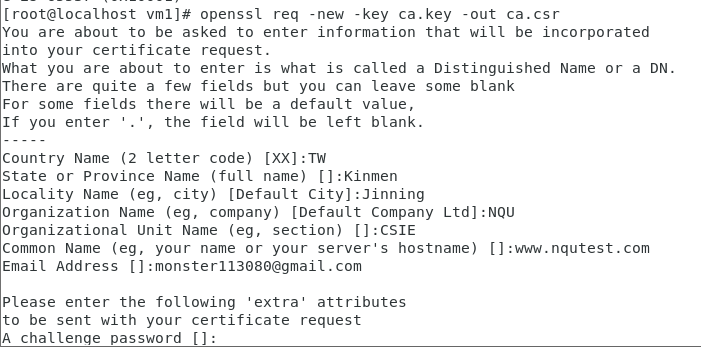 [root@localhost vm1]# openssl req -new -key ca.key -out ca.csr
You are about to be asked to enter information that will be incorporated
into your certificate request.
What you are about to enter is what is called a Distinguished Name or a DN.
There are quite a few fields but you can leave some blank
For some fields there will be a default value,
If you enter '.', the field will be left blank.
-----
Country Name (2 letter code) [XX]:TW
State or Province Name (full name) []:Kinmen
Locality Name (eg, city) [Default City]:Jinning
Organization Name (eg, company) [Default Company Ltd]:NQU
Organizational Unit Name (eg, section) []:CSIE
Common Name (eg, your name or your server's hostname) []:www.nqutest.com
Email Address []:monster113080@gmail.com

Please enter the following 'extra' attributes
to be sent with your certificate request
A challenge password []: